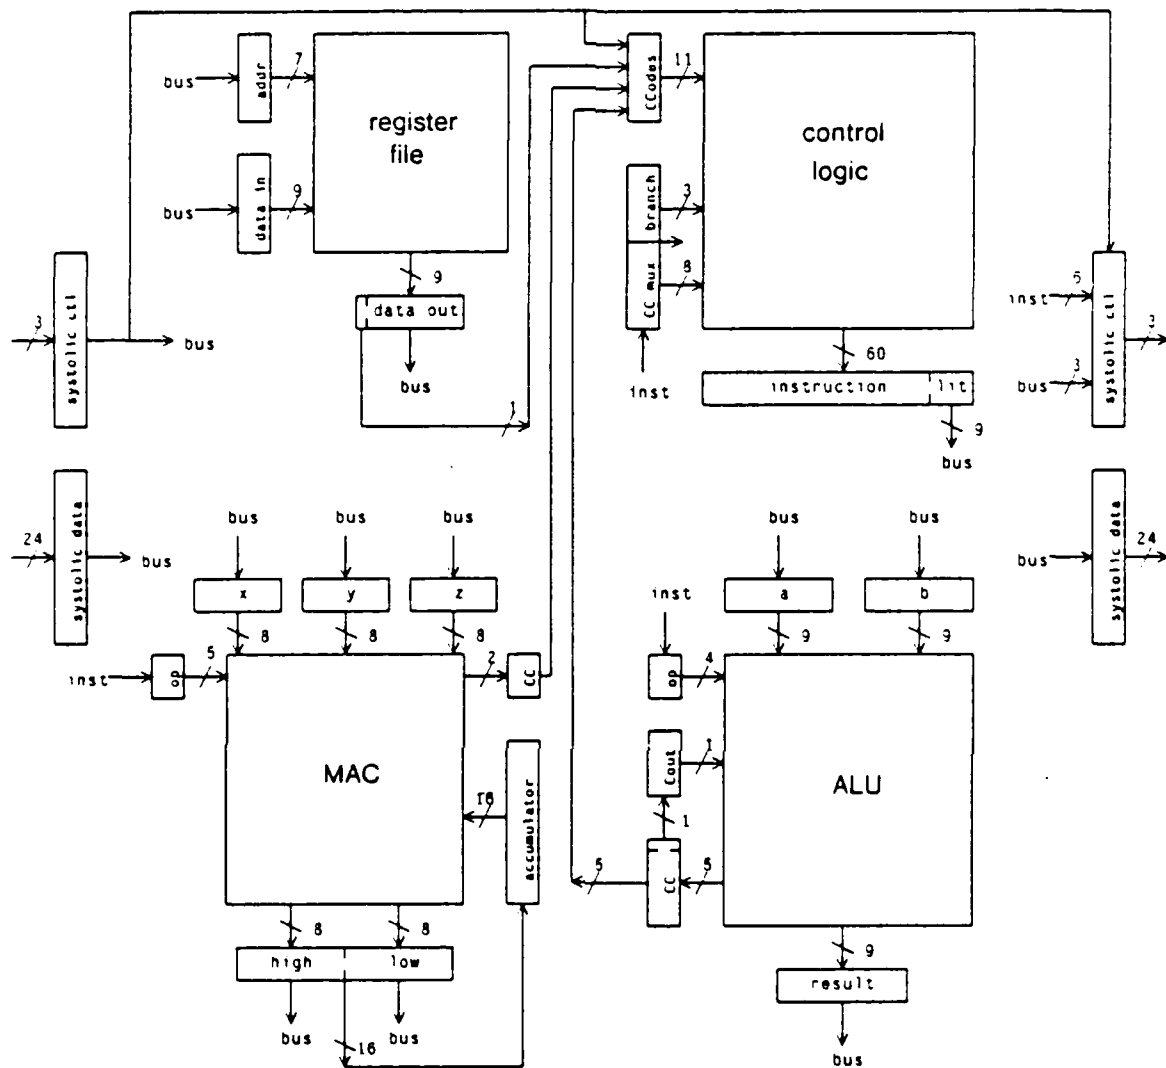 bus
addr
7
register
file
bus
data in
9
9
data out
bus
1
3
systolic ctl
bus
24
systolic data
bus
CCodes
11
control
logic
branch
3
CC mux
8
inst
60
instruction
lit
9
bus
inst
6
bus
3
systolic ctl
3
bus
systolic data
24
bus
bus
bus
x
y
z
8
8
8
inst
op
5
2
CC
MAC
16
accumulator
8
8
high
low
bus
bus
16
bus
bus
inst
a
b
9
9
op
4
Cout
1
ALU
1
5
CC
5
9
result
bus